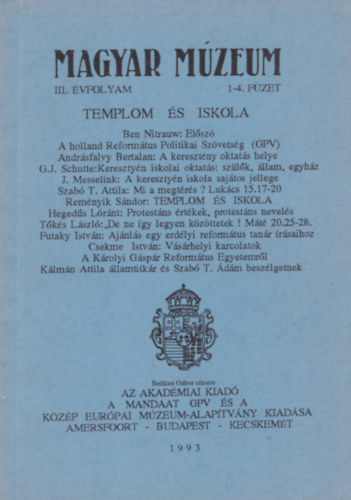 MAGYAR MÚZEUM
III. ÉVFOLYAM 1-4. FÜZET
TEMPLOM ÉS ISKOLA
Ben Nitrauw: Előszó
A holland Református Politikai Szövetség (GPV)
Andrásfalvy Bertalan: A keresztény oktatás helye
G.J. Schutte:Keresztyén iskolai oktatás: szülők, állam, egyház
J. Messelink: A keresztyén iskola sajátos jellege
Szabó T. Attila: Mi a megtérés ? Lukács 15.17-20
Reményik Sándor: TEMPLOM ÉS ISKOLA
Hegedűs Lóránt: Protestáns értékek, protestáns nevelés
Tőkés László:„De ne így legyen közöttetek ! Máté 20.25-28.
Futaky István: Ajánlás egy erdélyi református tanár írásaihoz
Csekme István: Vásárhelyi karcolatok
A Károlyi Gáspár Református Egyetemről
Kálmán Attila államtitkár és Szabó T. Ádám beszélgetnek
Bethlen Gábor címere
AZ AKADÉMIAI KIADÓ
A MANDAAT GPV ÉS A
KÖZÉP EURÓPAI MÚZEUM-ALAPÍTVÁNY KIADÁSA
AMERSFOORT - BUDAPEST - KECSKEMÉT
1993